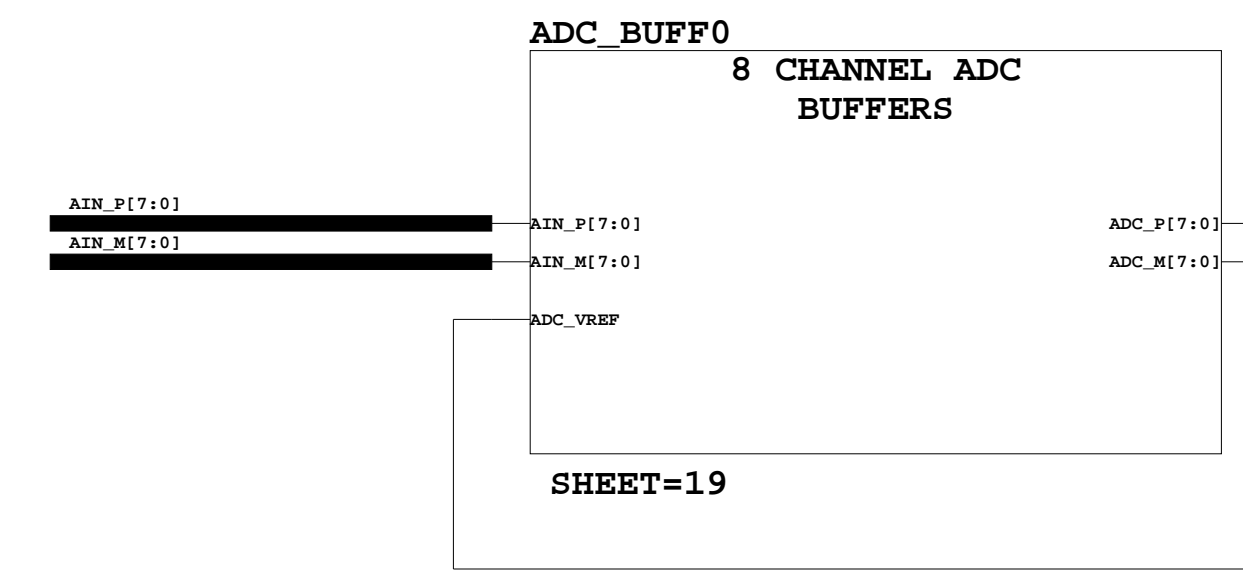 ADC_BUFF0
8 CHANNEL ADC
BUFFERS
AIN_P[7:0]
AIN_P[7:0]
ADC_P[7:0]
AIN_M[7:0]
AIN_M[7:0]
ADC_M[7:0]
ADC_VREF
SHEET=19